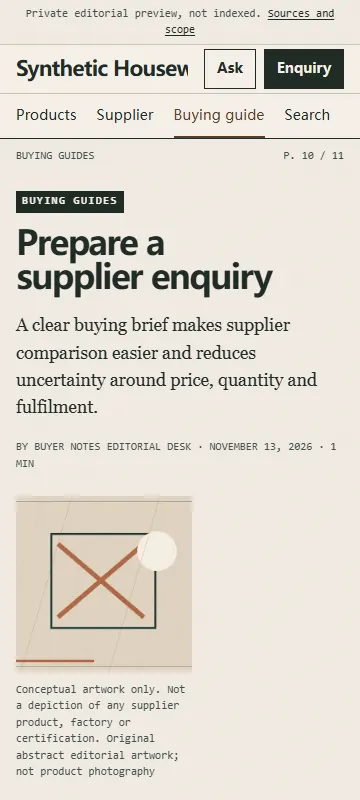 Private editorial preview, not indexed. Sources and
scope
Synthetic Housew
Ask
Enquiry
Products
Supplier
Buying guide
Search
BUYING GUIDES
P. 10 / 11
BUYING GUIDES
Prepare a
supplier enquiry
A clear buying brief makes supplier
comparison easier and reduces
uncertainty around price, quantity and
fulfilment.
BY BUYER NOTES EDITORIAL DESK · NOVEMBER 13, 2026 · 1
MIN
Conceptual artwork only. Not
a depiction of any supplier
product, factory or
certification. Original
abstract editorial artwork;
not product photography